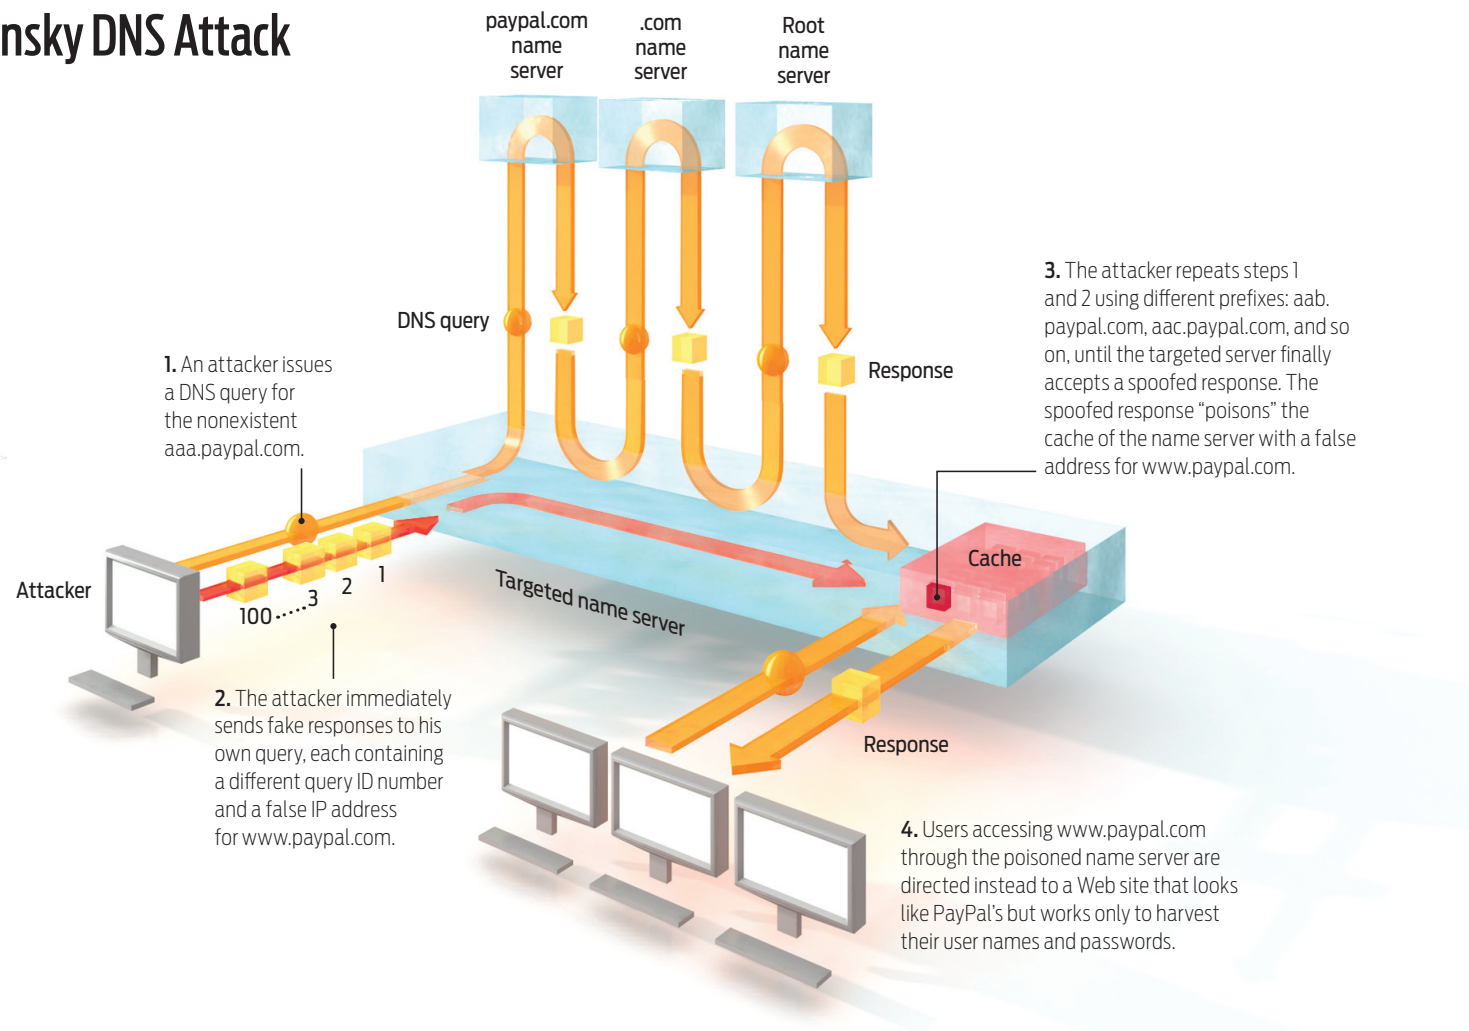 nsky DNS Attack
paypal.com
name
server
.com
name
server
Root
name
server
DNS query
Response
1. An attacker issues
a DNS query for
the nonexistent
aaa.paypal.com.
3. The attacker repeats steps 1
and 2 using different prefixes: aab.
paypal.com, aac.paypal.com, and so
on, until the targeted server finally
accepts a spoofed response. The
spoofed response “poisons” the
cache of the name server with a false
address for www.paypal.com.
Attacker
100.....3
2
1
Targeted name server
Cache
2. The attacker immediately
sends fake responses to his
own query, each containing
a different query ID number
and a false IP address
for www.paypal.com.
Response
4. Users accessing www.paypal.com
through the poisoned name server are
directed instead to a Web site that looks
like PayPal’s but works only to harvest
their user names and passwords.